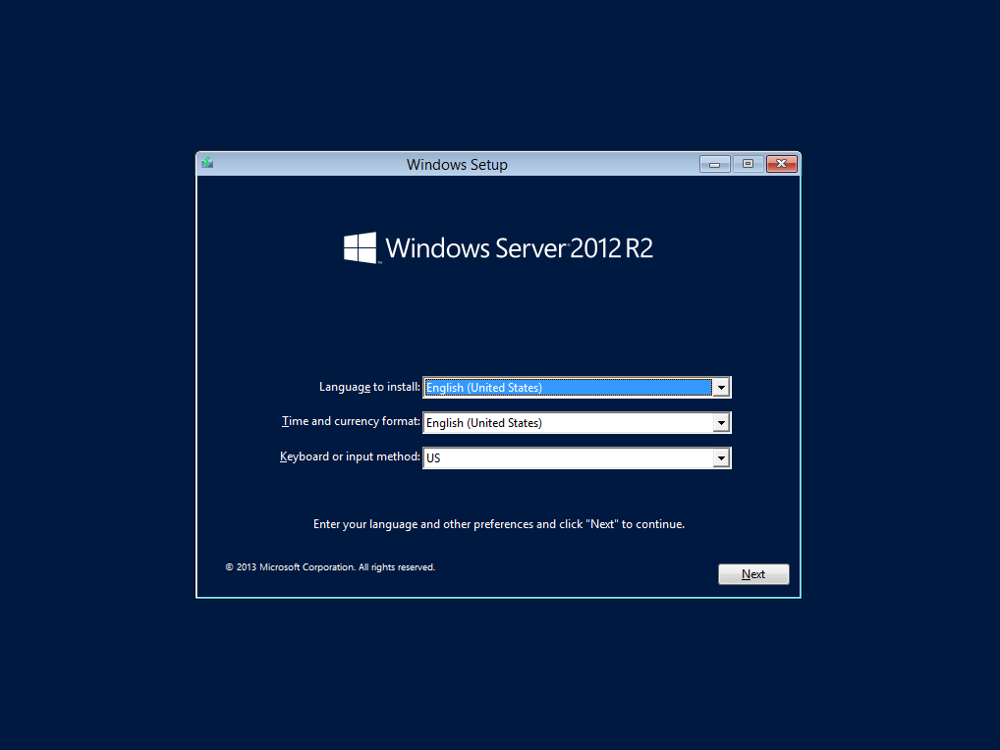 Windows Setup
Windows Server 2012 R2
Language to install: English (United States)
Time and currency format: English (United States)
Keyboard or input method: US
Enter your language and other preferences and click "Next" to continue.
© 2013 Microsoft Corporation. All rights reserved.
Next